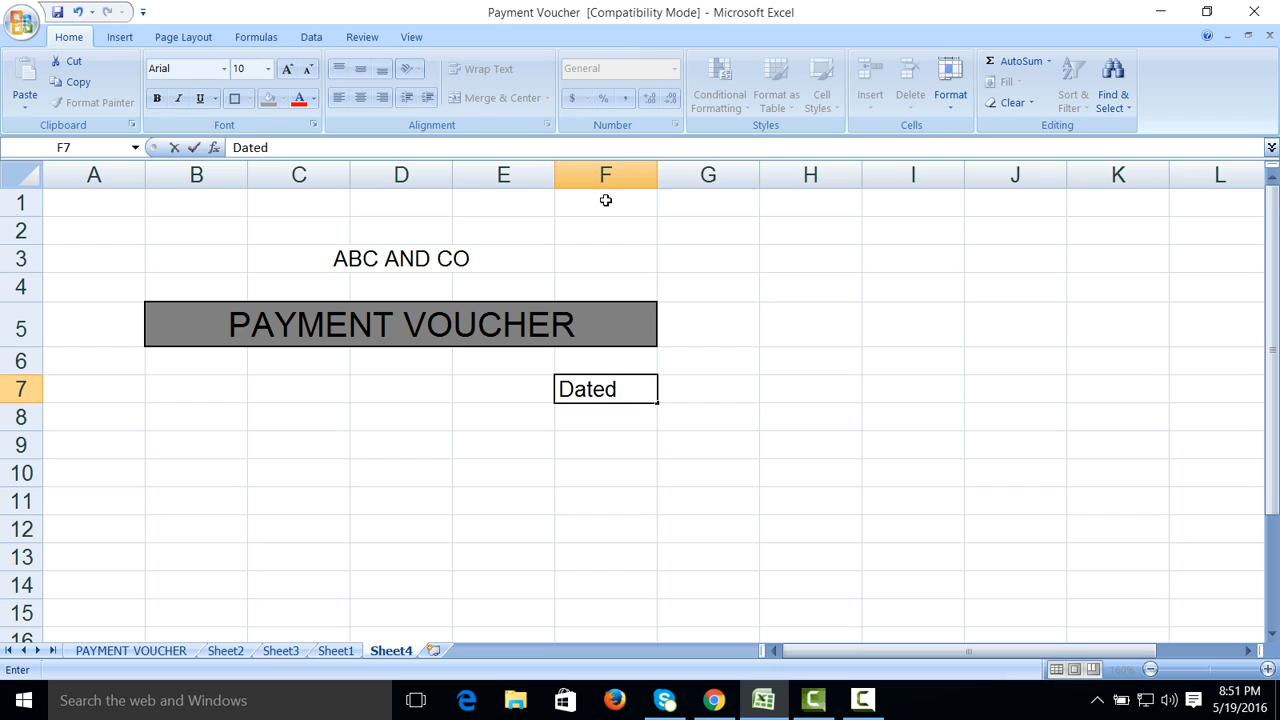 Payment Voucher [Compatibility Mode] - Microsoft Excel
Home Insert Page Layout Formulas Data Review View
Paste Cut Copy Format Painter
Clipboard
Arial 10
B I U A
Font
Wrap Text
Merge & Center
Alignment
General
$ % ,
Number
Conditional Formatting Format as Table Cell Styles
Styles
Insert Delete Format
Cells
Σ AutoSum
Fill
Clear
Sort & Filter Find & Select
Editing
F7 fx Dated
A B C D E F G H I J K L
1
2
3 ABC AND CO
4
5 PAYMENT VOUCHER
6
7 Dated
8
9
10
11
12
13
14
15
16
PAYMENT VOUCHER Sheet2 Sheet3 Sheet1 Sheet4
Enter 160%
Search the web and Windows
8:51 PM
5/19/2016